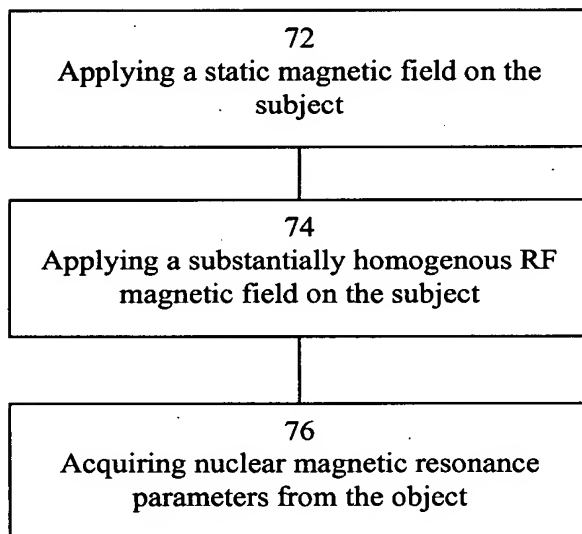 72
Applying a static magnetic field on the
subject
74
Applying a substantially homogenous RF
magnetic field on the subject
76
Acquiring nuclear magnetic resonance
parameters from the object